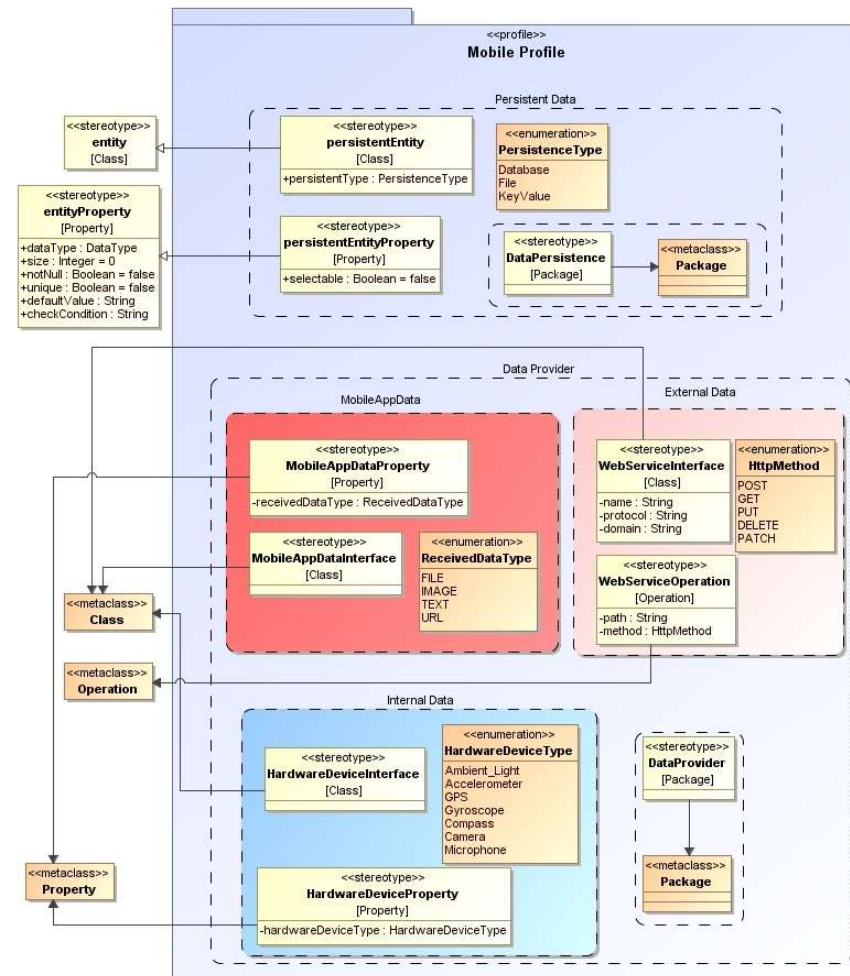 <<profile>>
Mobile Profile
Persistent Data
<<stereotype>>
entity
[Class]
<<stereotype>>
persistentEntity
[Class]
+persistentType : PersistenceType
<<enumeration>>
PersistenceType
Database
File
KeyValue
<<stereotype>>
entityProperty
[Property]
+dataType : DataType
+size : Integer = 0
+notNull : Boolean = false
+unique : Boolean = false
+defaultValue : String
+checkCondition : String
<<stereotype>>
persistentEntityProperty
[Property]
+selectable : Boolean = false
<<stereotype>>
DataPersistence
[Package]
<<metaclass>>
Package
Data Provider
MobileAppData
<<stereotype>>
MobileAppDataProperty
[Property]
-receivedDataType : ReceivedDataType
<<stereotype>>
MobileAppDataInterface
[Class]
<<enumeration>>
ReceivedDataType
FILE
IMAGE
TEXT
URL
External Data
<<stereotype>>
WebServiceInterface
[Class]
-name : String
-protocol : String
-domain : String
<<enumeration>>
HttpMethod
POST
GET
PUT
DELETE
PATCH
<<stereotype>>
WebServiceOperation
[Operation]
-path : String
-method : HttpMethod
<<metaclass>>
Class
<<metaclass>>
Operation
Internal Data
<<stereotype>>
HardwareDeviceInterface
[Class]
<<enumeration>>
HardwareDeviceType
Ambient_Light
Accelerometer
GPS
Gyroscope
Compass
Camera
Microphone
<<stereotype>>
DataProvider
[Package]
<<metaclass>>
Property
<<stereotype>>
HardwareDeviceProperty
[Property]
-hardwareDeviceType : HardwareDeviceType
<<metaclass>>
Package